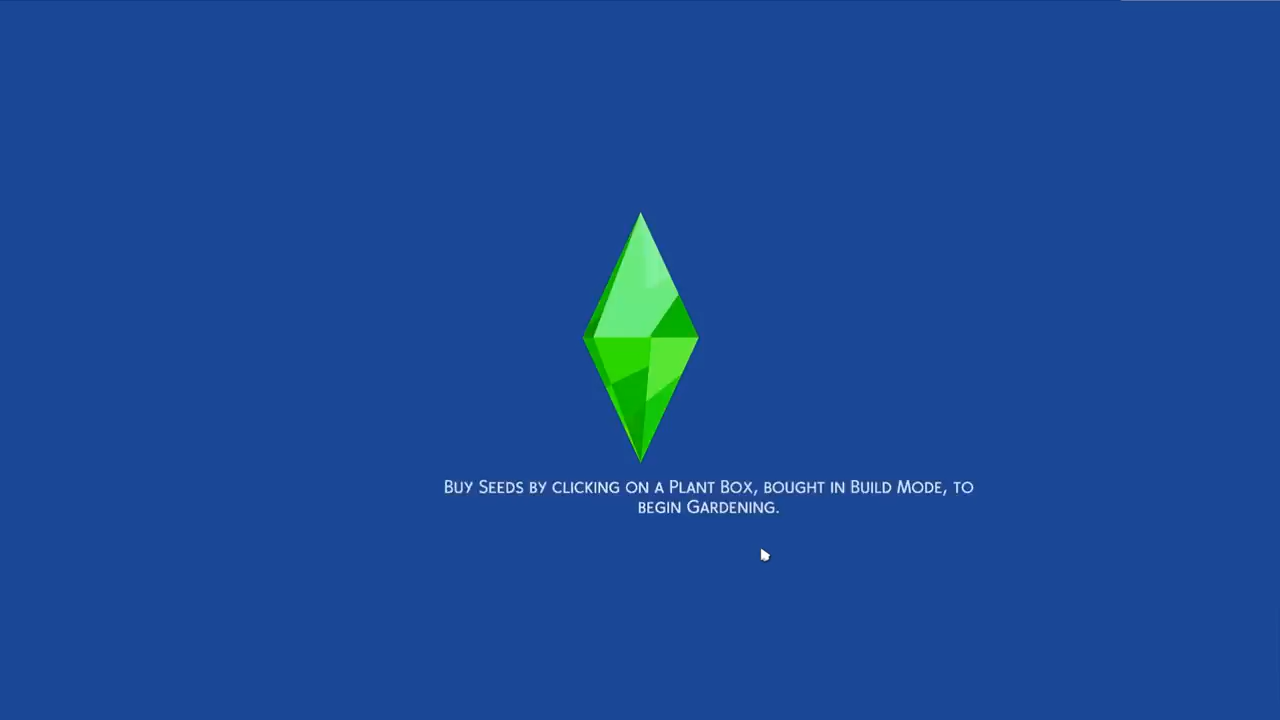 Buy Seeds by clicking on a Plant Box, bought in Build Mode, to
begin Gardening.